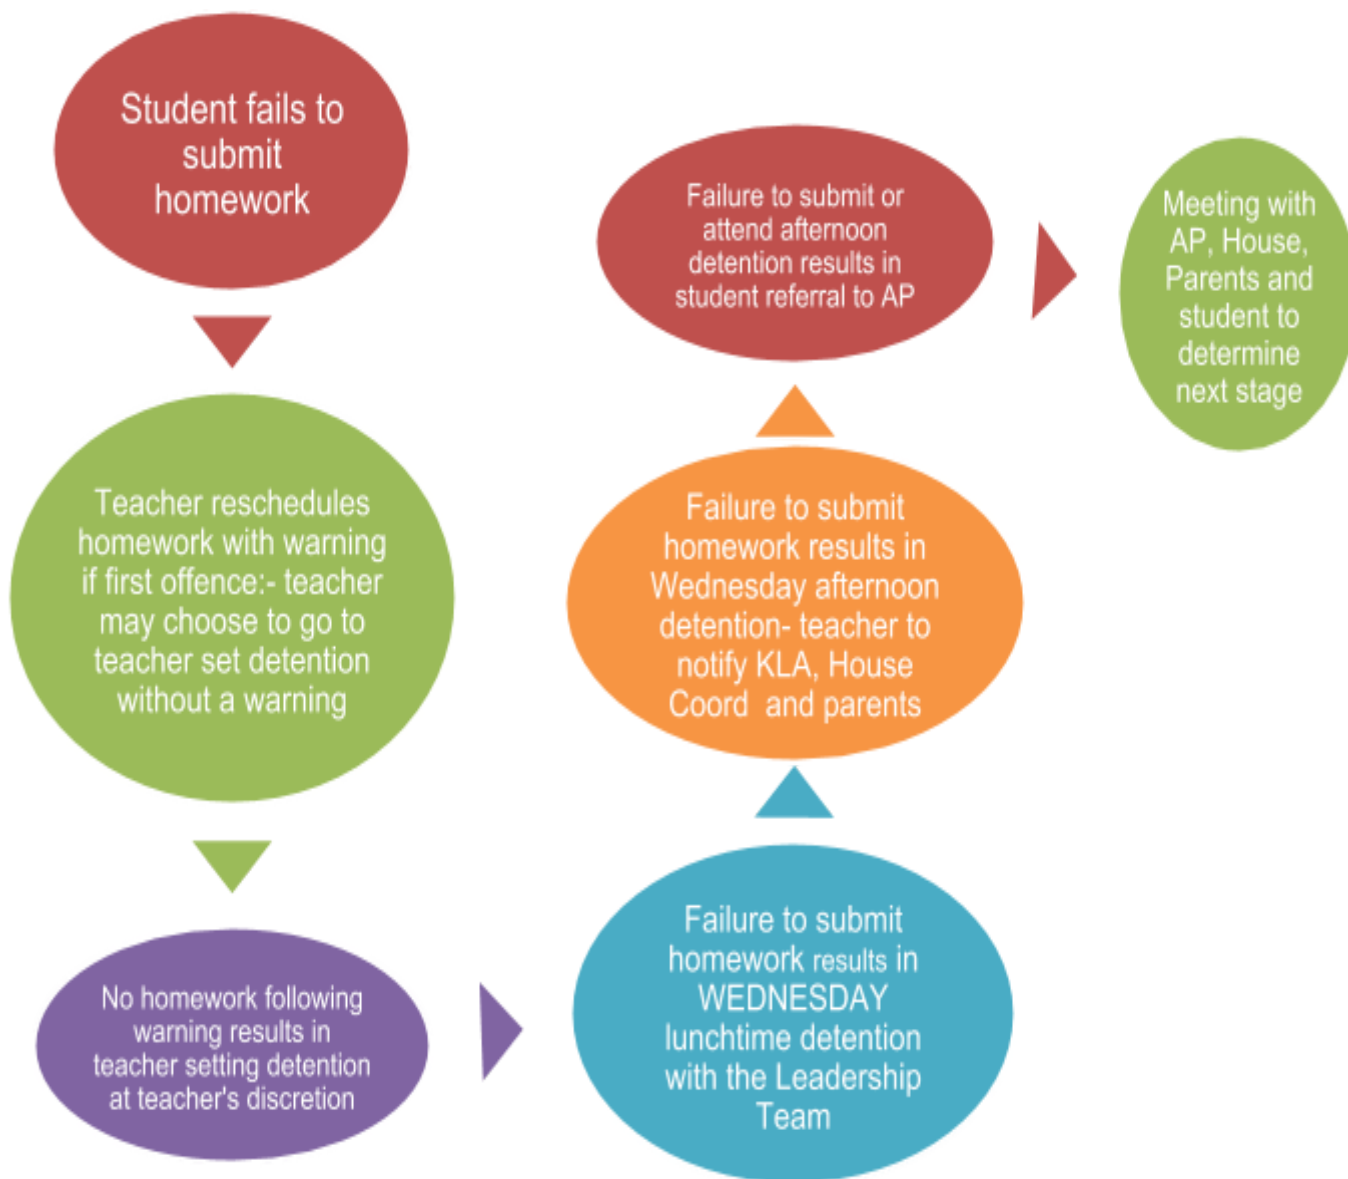 Student fails to
submit
homework
Teacher reschedules
homework with warning
if first offence:- teacher
may choose to go to
teacher set detention
without a warning
No homework following
warning results in
teacher setting detention
at teacher's discretion
Failure to submit
homework results in
WEDNESDAY
lunchtime detention
with the Leadership
Team
Failure to submit
homework results in
Wednesday afternoon
detention- teacher to
notify KLA, House
Coord  and parents
Failure to submit or
attend afternoon
detention results in
student referral to AP
Meeting with
AP, House,
Parents and
student to
determine
next stage